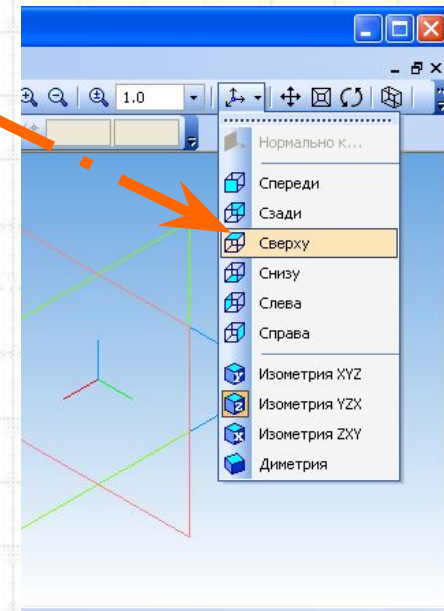 1.0
Нормально к...
Спереди
Сзади
Сверху
Снизу
Слева
Справа
Изометрия XYZ
Изометрия YZX
Изометрия ZXY
Диметрия